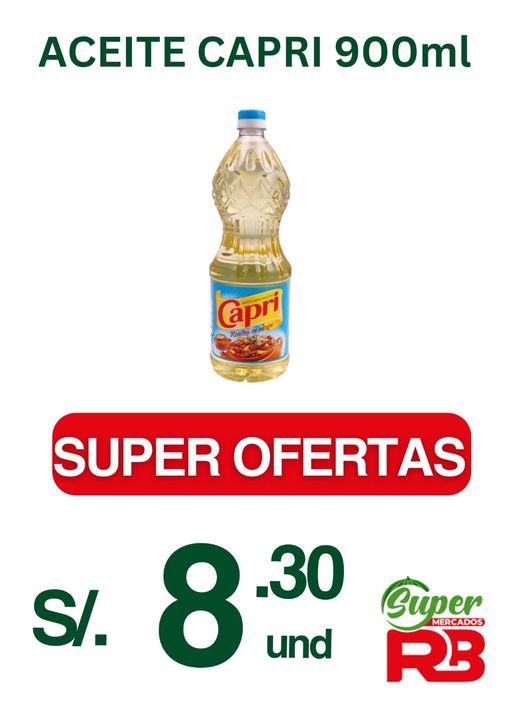 ACEITE CAPRI 900ml
Capri
SUPER OFERTAS
S/. 8.30
und
Super
MERCADOS
RB